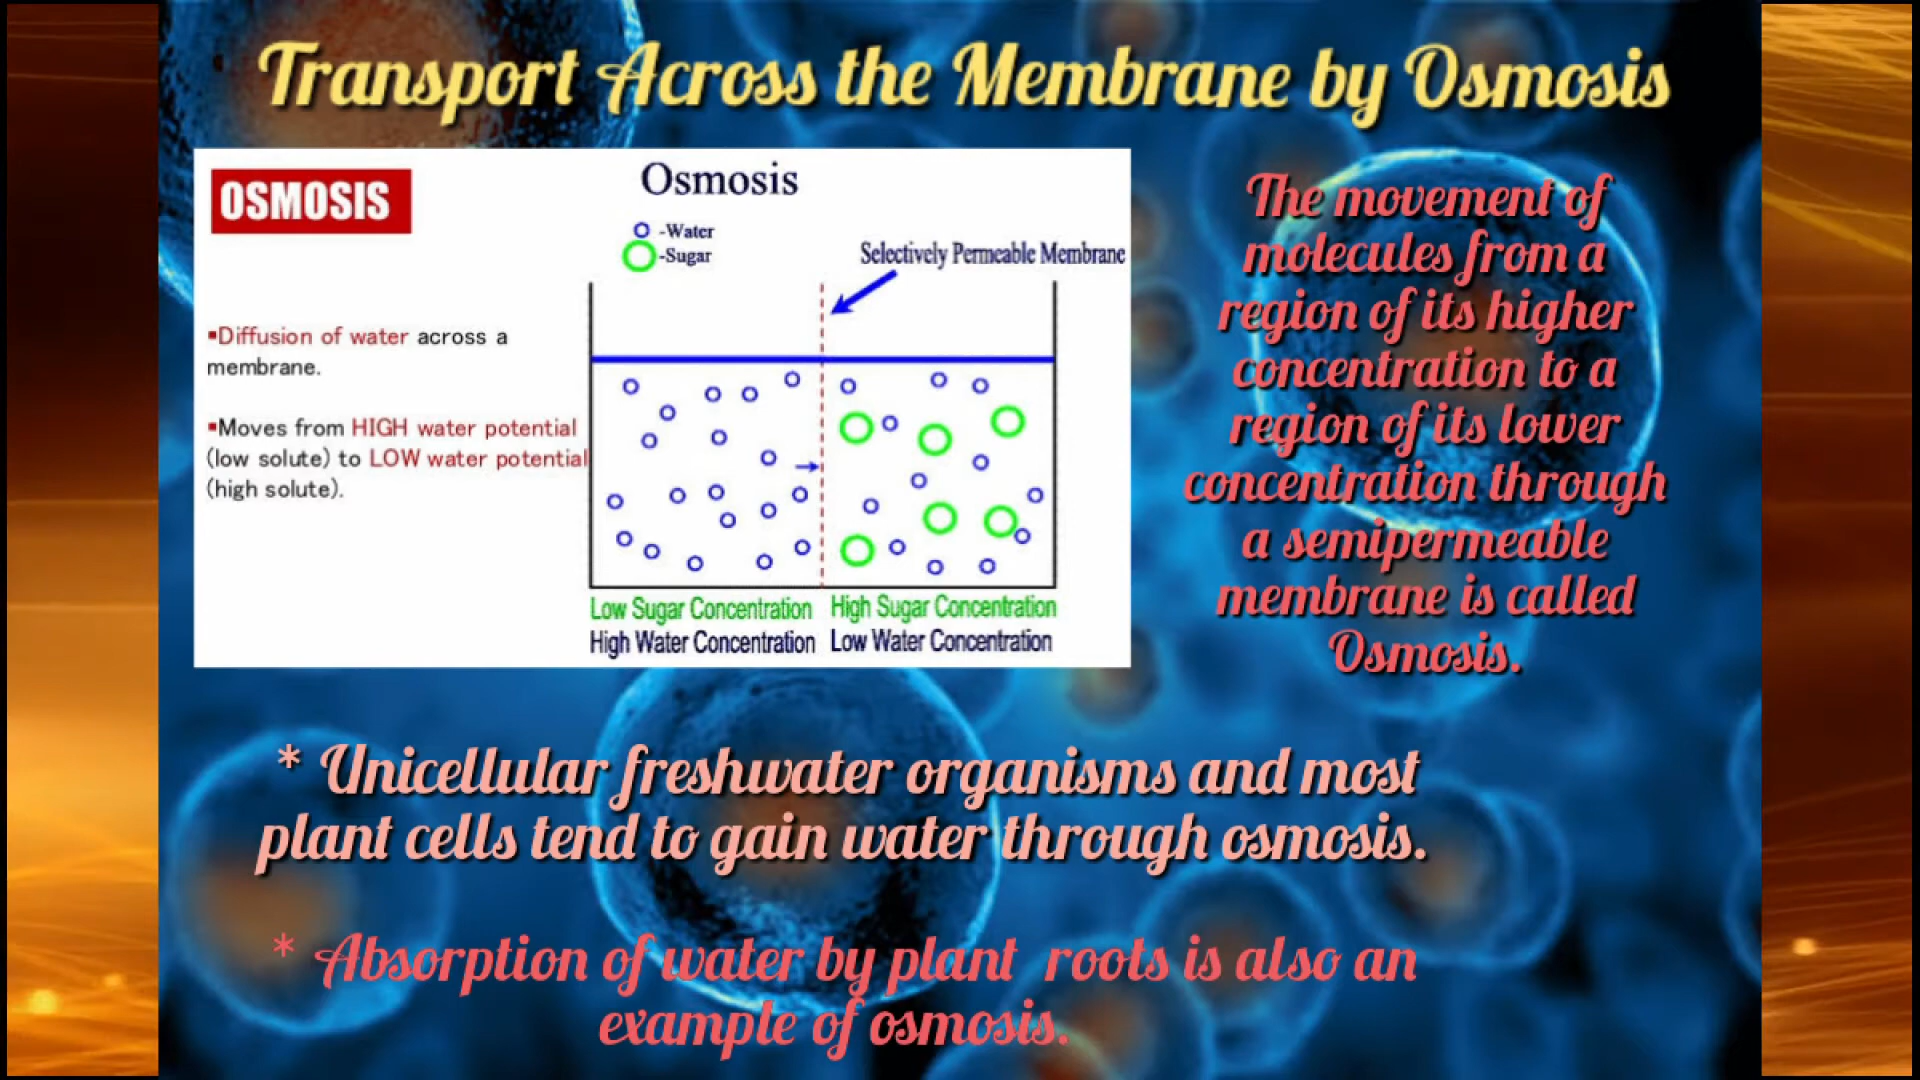 Transport Across the Membrane by Osmosis
OSMOSIS
Osmosis
-Water
-Sugar
Selectively Permeable Membrane
▪Diffusion of water across a
membrane.
▪Moves from HIGH water potential
(low solute) to LOW water potential
(high solute).
Low Sugar Concentration
High Water Concentration
High Sugar Concentration
Low Water Concentration
The movement of
molecules from a
region of its higher
concentration to a
region of its lower
concentration through
a semipermeable
membrane is called
Osmosis.
* Unicellular freshwater organisms and most
plant cells tend to gain water through osmosis.
* Absorption of water by plant roots is also an
example of osmosis.